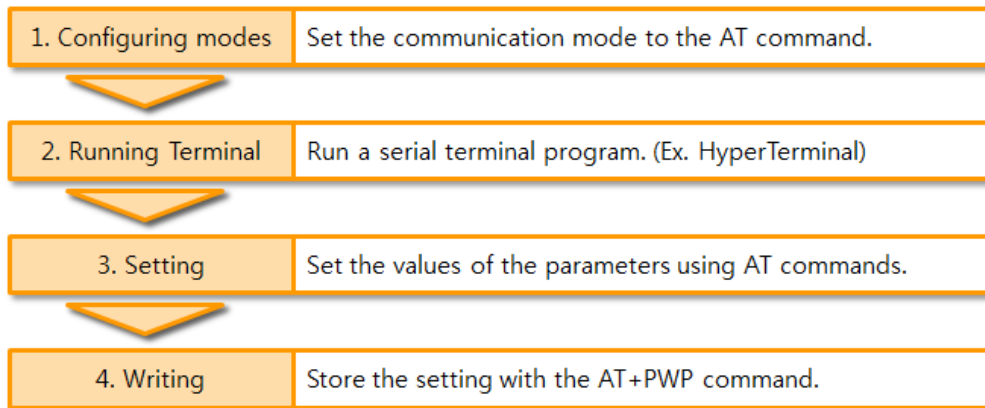 1. Configuring modes
Set the communication mode to the AT command.
2. Running Terminal
Run a serial terminal program. (Ex. HyperTerminal)
3. Setting
Set the values of the parameters using AT commands.
4. Writing
Store the setting with the AT+PWP command.